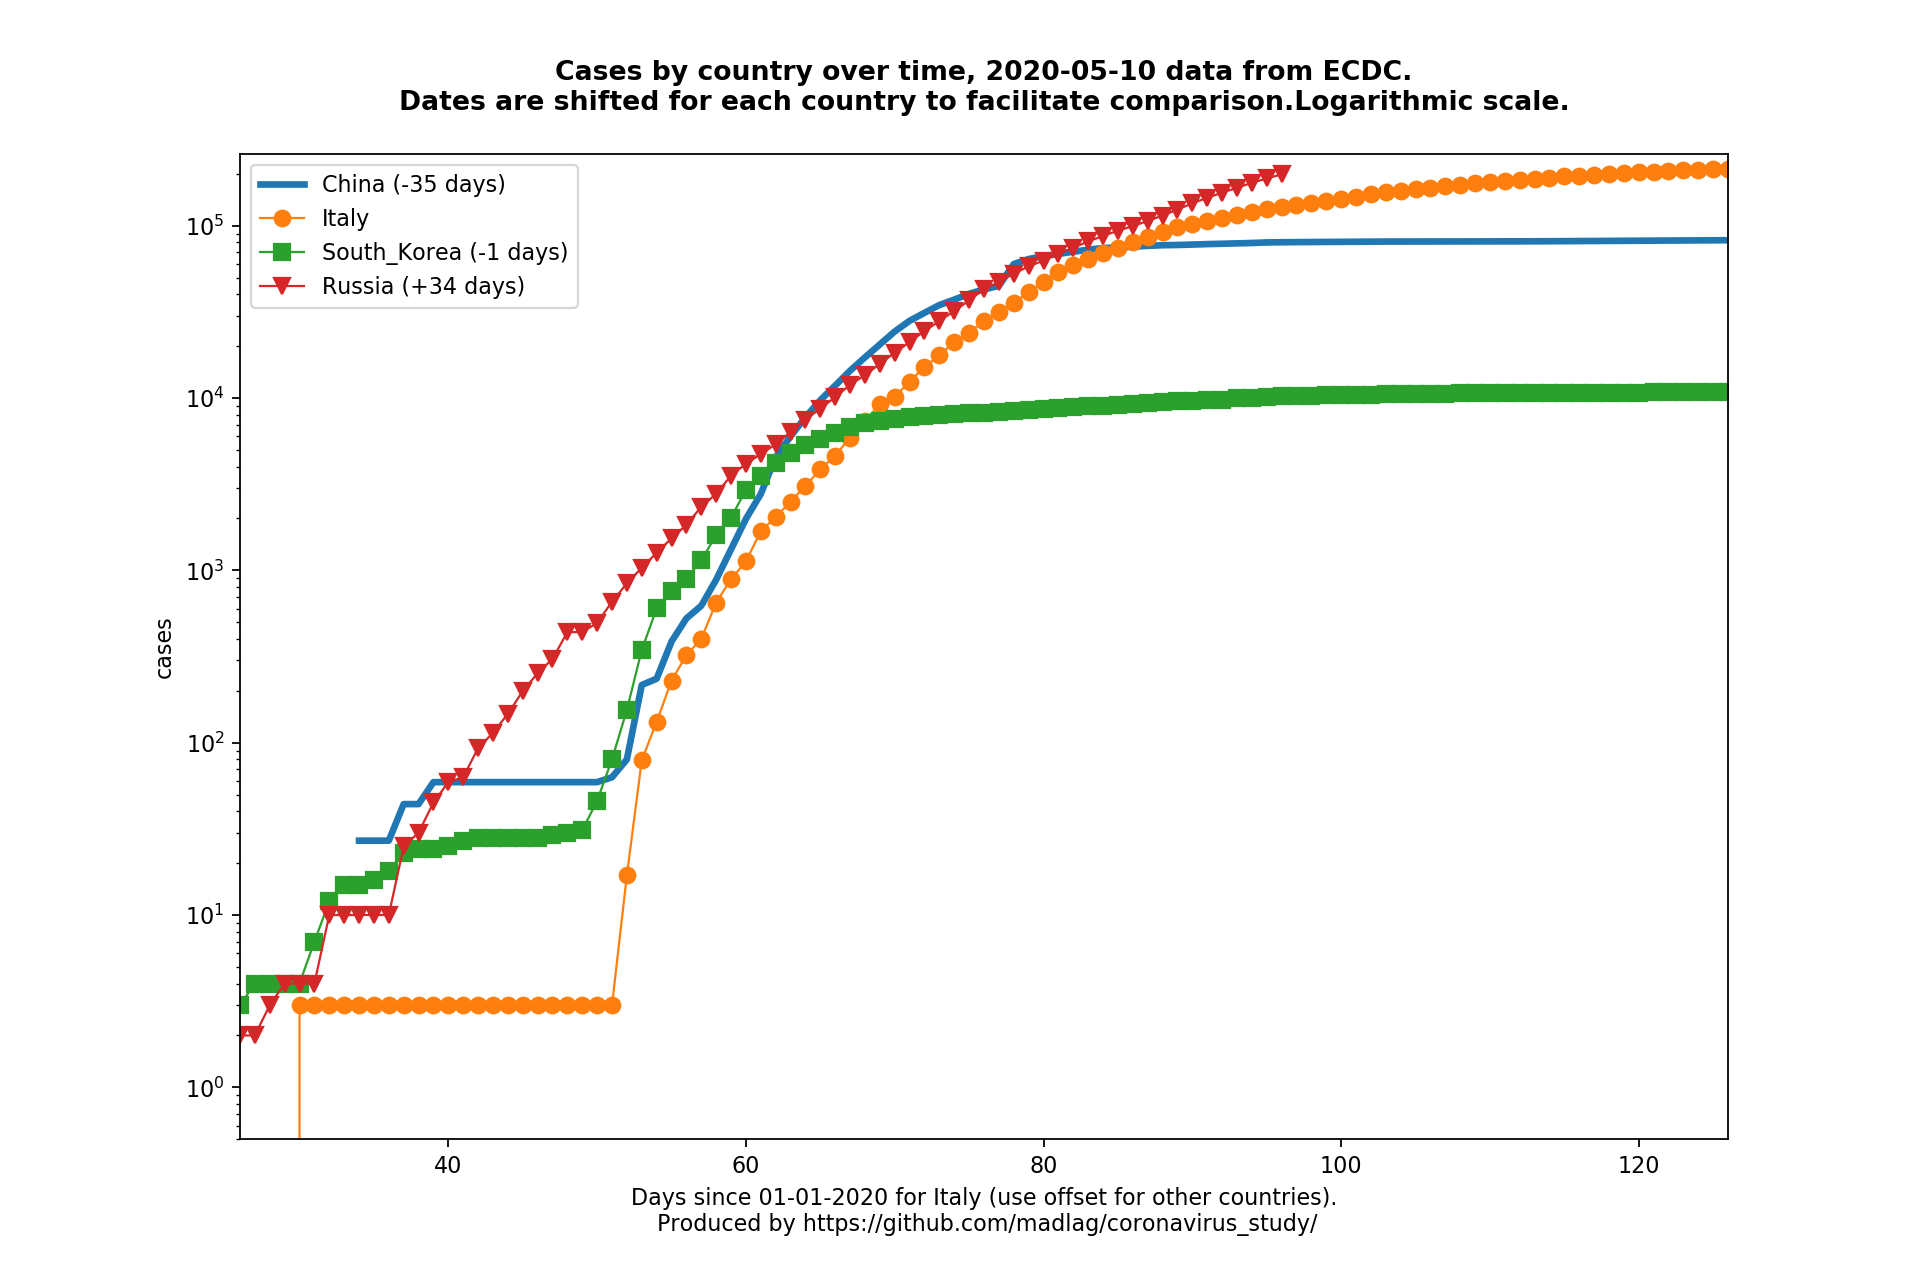 Cases by country over time, 2020-05-10 data from ECDC.
Dates are shifted for each country to facilitate comparison.Logarithmic scale.
China (-35 days)
Italy
South_Korea (-1 days)
Russia (+34 days)
10^5
10^4
10^3
10^2
10^1
10^0
cases
40 60 80 100 120
Days since 01-01-2020 for Italy (use offset for other countries).
Produced by https://github.com/madlag/coronavirus_study/